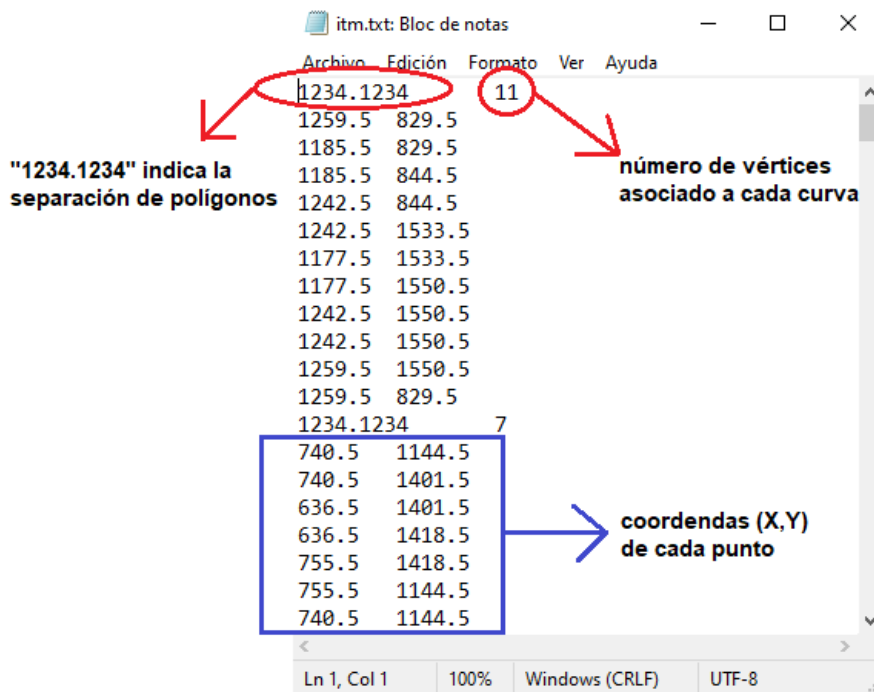 itm.txt: Bloc de notas
Archivo Edición Formato Ver Ayuda
1234.1234 11
1259.5 829.5
1185.5 829.5
1185.5 844.5
1242.5 844.5
1242.5 1533.5
1177.5 1533.5
1177.5 1550.5
1242.5 1550.5
1242.5 1550.5
1259.5 1550.5
1259.5 829.5
1234.1234 7
740.5 1144.5
740.5 1401.5
636.5 1401.5
636.5 1418.5
755.5 1418.5
755.5 1144.5
740.5 1144.5
"1234.1234" indica la
separación de polígonos
número de vértices
asociado a cada curva
coordendas (X,Y)
de cada punto
Ln 1, Col 1 100% Windows (CRLF) UTF-8